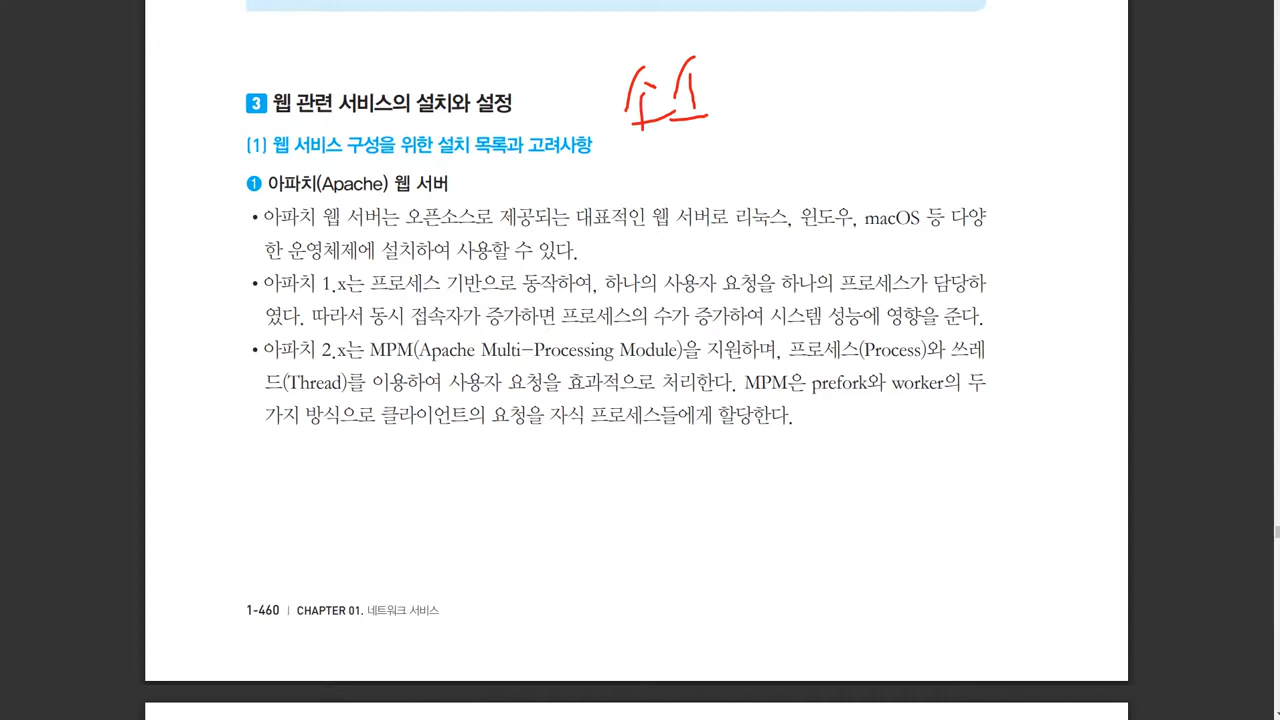 3 웹 관련 서비스의 설치와 설정
(1) 웹 서비스 구성을 위한 설치 목록과 고려사항
❶ 아파치(Apache) 웹 서버
• 아파치 웹 서버는 오픈소스로 제공되는 대표적인 웹 서버로 리눅스, 윈도우, macOS 등 다양
한 운영체제에 설치하여 사용할 수 있다.
• 아파치 1.x는 프로세스 기반으로 동작하여, 하나의 사용자 요청을 하나의 프로세스가 담당하
였다. 따라서 동시 접속자가 증가하면 프로세스의 수가 증가하여 시스템 성능에 영향을 준다.
• 아파치 2.x는 MPM(Apache Multi-Processing Module)을 지원하며, 프로세스(Process)와 쓰레
드(Thread)를 이용하여 사용자 요청을 효과적으로 처리한다. MPM은 prefork와 worker의 두
가지 방식으로 클라이언트의 요청을 자식 프로세스들에게 할당한다.
1-460 | CHAPTER 01. 네트워크 서비스